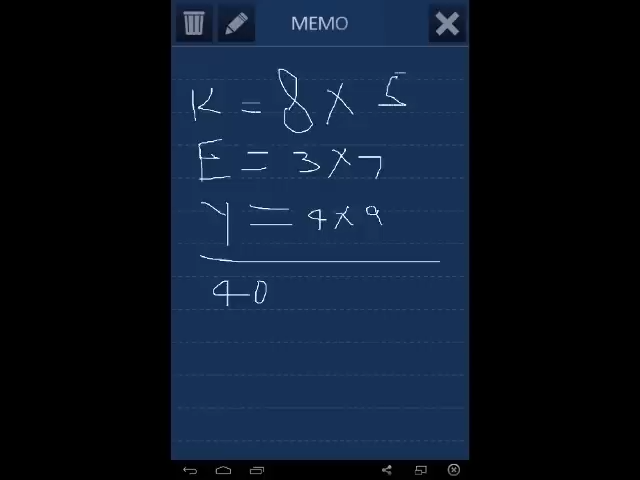 MEMO
K = 8 X 5
E = 3 X 7
Y = 4 X 9
40